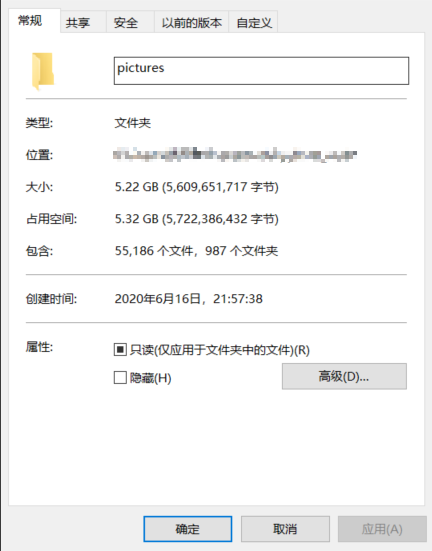 常规 共享 安全 以前的版本 自定义
pictures
类型: 文件夹
位置:
大小: 5.22 GB (5,609,651,717 字节)
占用空间: 5.32 GB (5,722,386,432 字节)
包含: 55,186 个文件，987 个文件夹
创建时间: 2020年6月16日，21:57:38
属性: 只读(仅应用于文件夹中的文件)(R)
隐藏(H) 高级(D)...
确定 取消 应用(A)